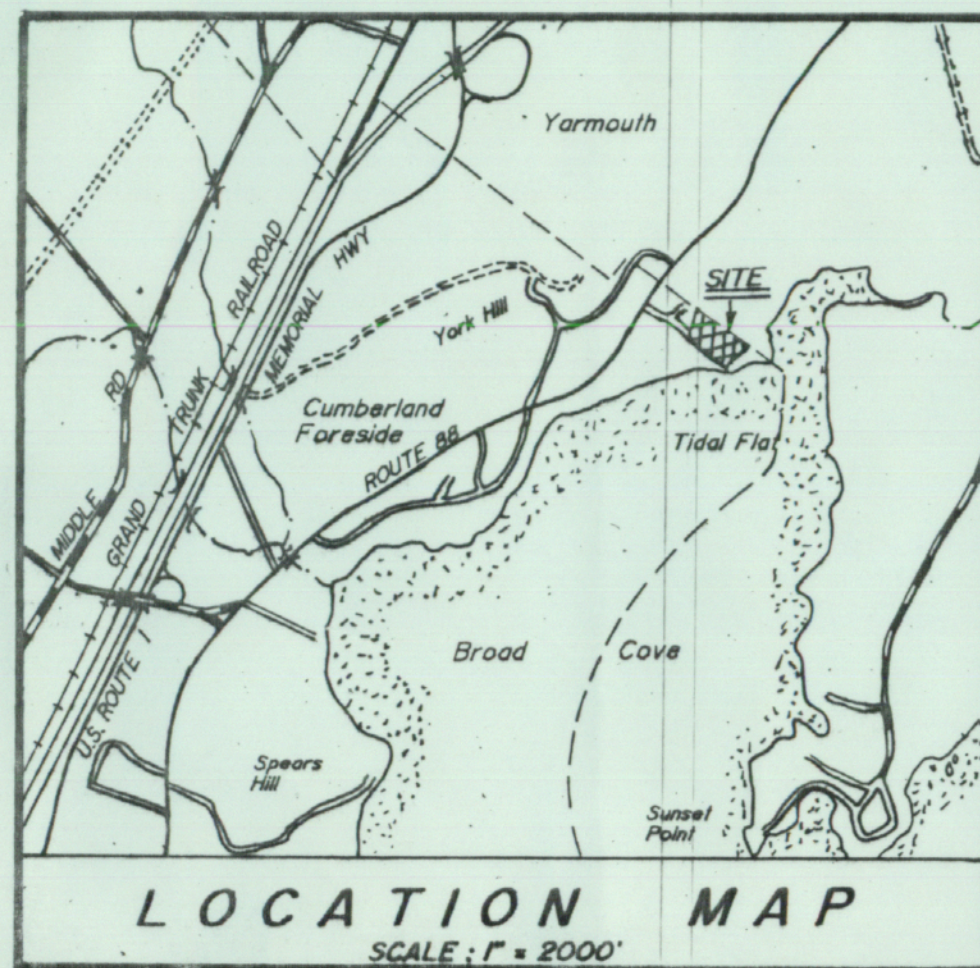 Yarmouth
SITE
RAILROAD
HWY
MEMORIAL
York Hill
RD
TRUNK
Cumberland
Foreside
ROUTE 88
Tidal Flat
MIDDLE
GRAND
Broad Cove
U.S. ROUTE 1
Spears
Hill
Sunset
Point
LOCATION MAP
SCALE : 1" = 2000'